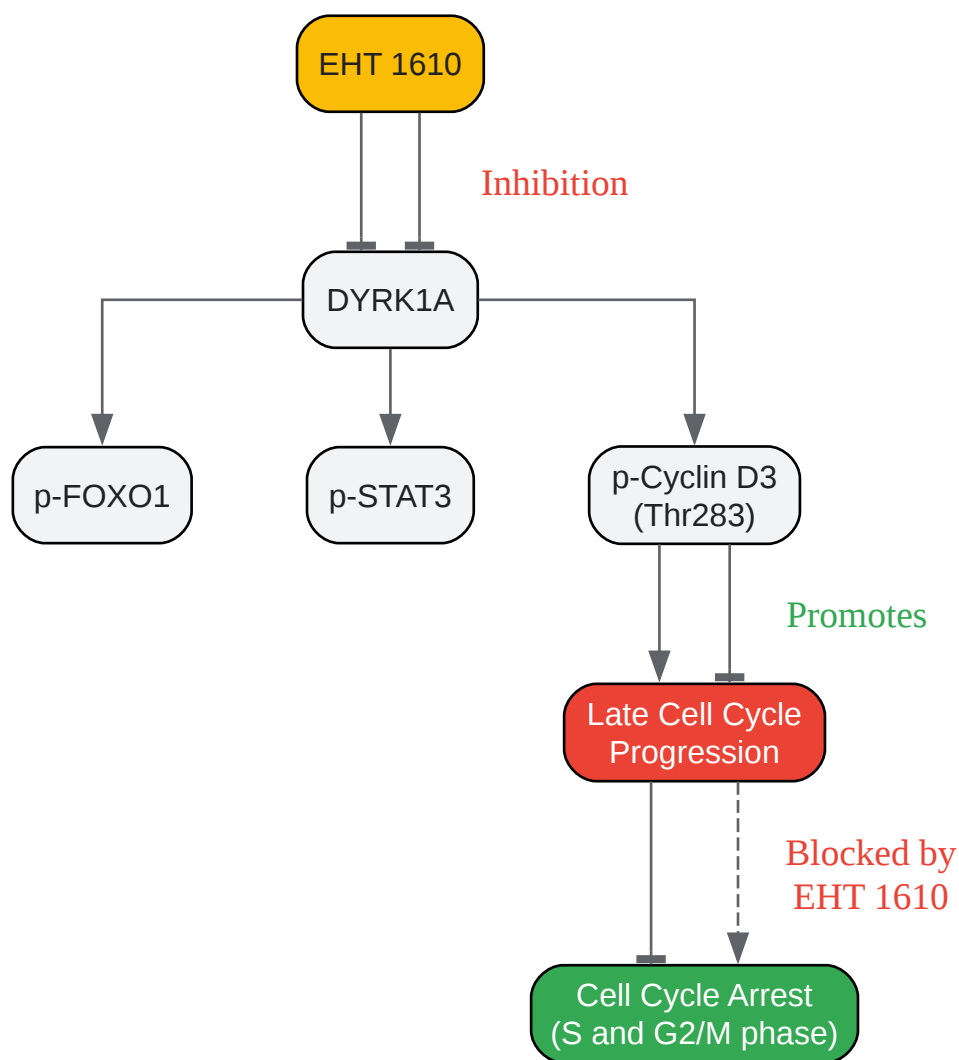 EHT 1610
Inhibition
DYRK1A
p-FOXO1
p-STAT3
p-Cyclin D3
(Thr283)
Promotes
Late Cell Cycle
Progression
Blocked by
EHT 1610
Cell Cycle Arrest
(S and G2/M phase)